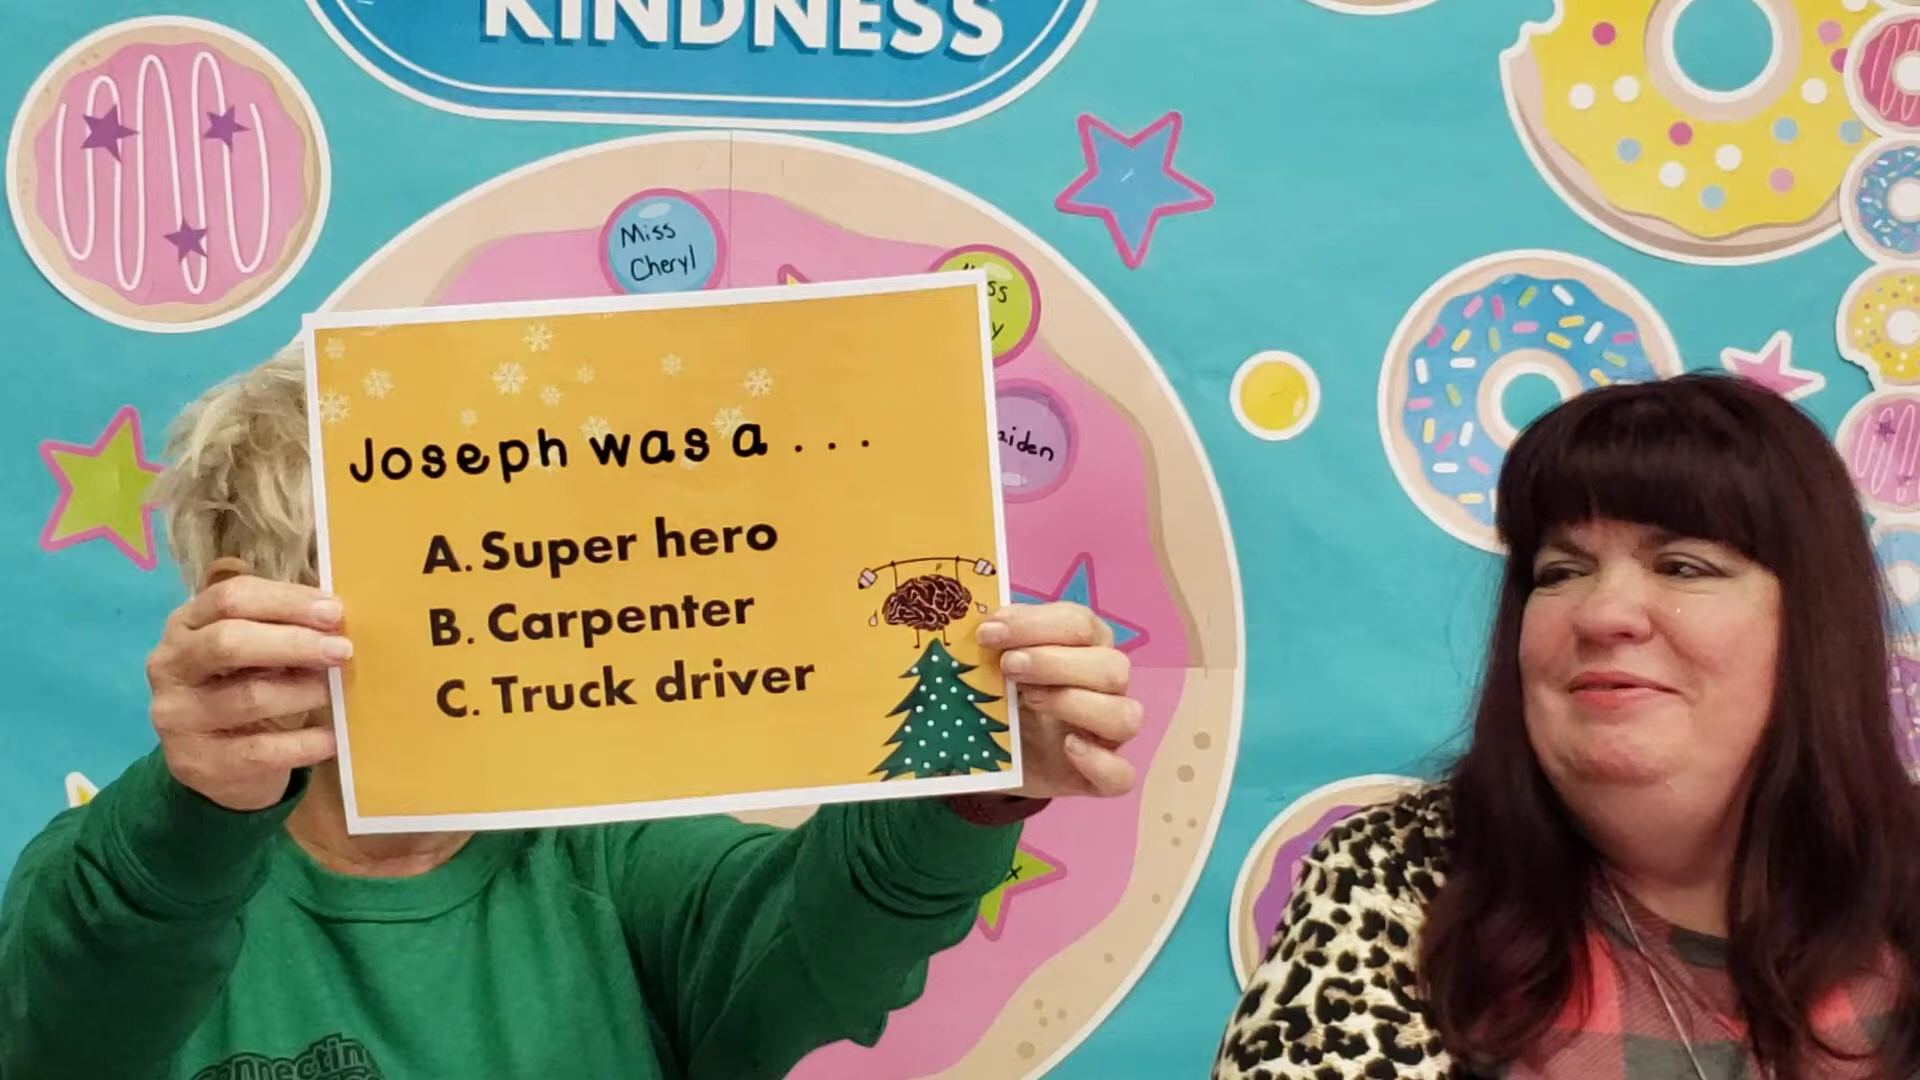 KINDNESS
Miss
Cheryl
Joseph was a . . .
A. Super hero
B. Carpenter
C. Truck driver